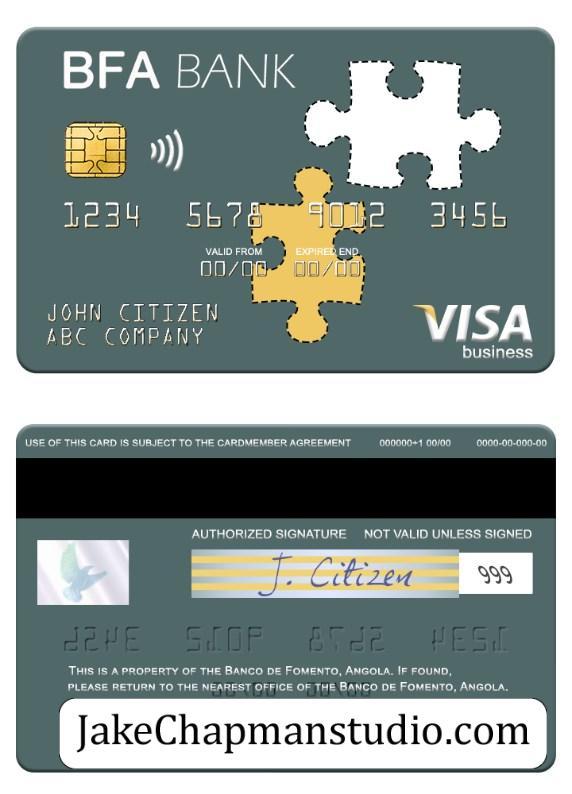 BFA BANK
1234 5678 9012 3456
VALID FROM EXPIRED END
00/00 00/00
JOHN CITIZEN
ABC COMPANY
VISA
business
USE OF THIS CARD IS SUBJECT TO THE CARDMEMBER AGREEMENT 000000+1 00/00 0000-00-000-00
AUTHORIZED SIGNATURE NOT VALID UNLESS SIGNED
J. Citizen 999
THIS IS A PROPERTY OF THE BANCO DE FOMENTO, ANGOLA. IF FOUND,
PLEASE RETURN TO THE NEAREST OFFICE OF THE BANCO DE FOMENTO, ANGOLA.
JakeChapmanstudio.com